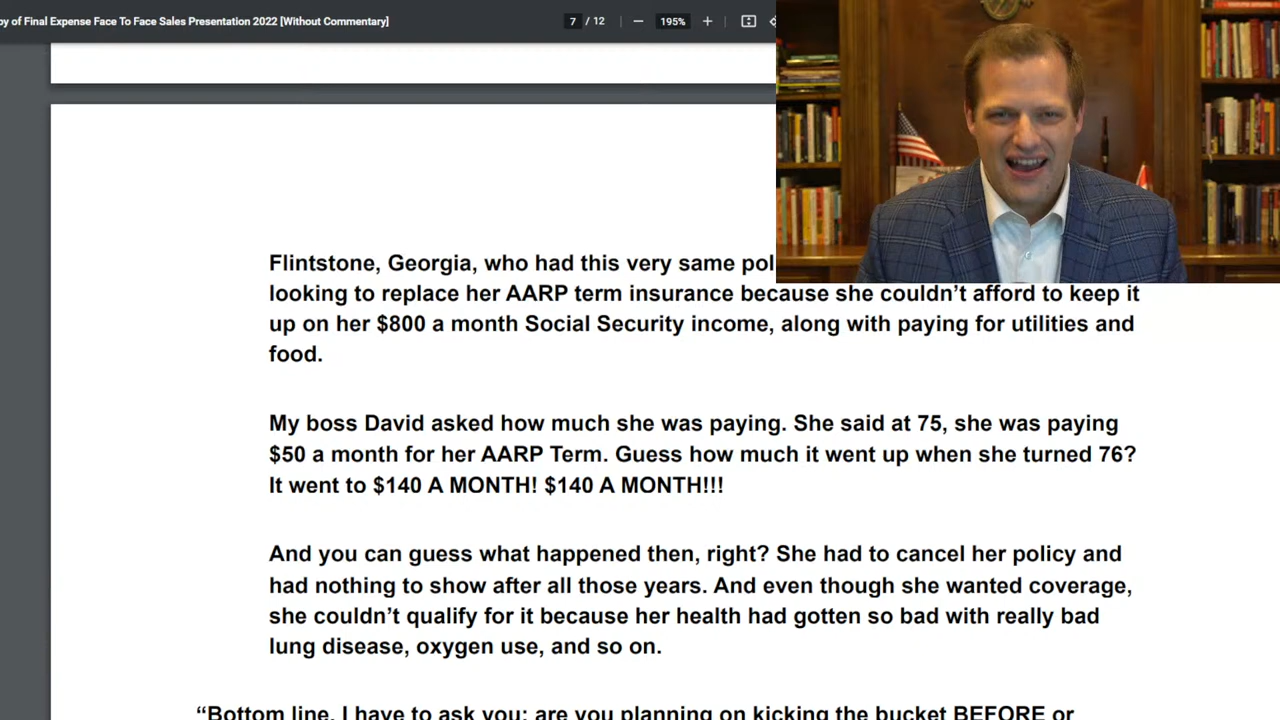 py of Final Expense Face To Face Sales Presentation 2022 [Without Commentary]
7 / 12
195%
Flintstone, Georgia, who had this very same pol
looking to replace her AARP term insurance because she couldn’t afford to keep it
up on her $800 a month Social Security income, along with paying for utilities and
food.
My boss David asked how much she was paying. She said at 75, she was paying
$50 a month for her AARP Term. Guess how much it went up when she turned 76?
It went to $140 A MONTH! $140 A MONTH!!!
And you can guess what happened then, right? She had to cancel her policy and
had nothing to show after all those years. And even though she wanted coverage,
she couldn’t qualify for it because her health had gotten so bad with really bad
lung disease, oxygen use, and so on.
“Bottom line, I have to ask you: are you planning on kicking the bucket BEFORE or